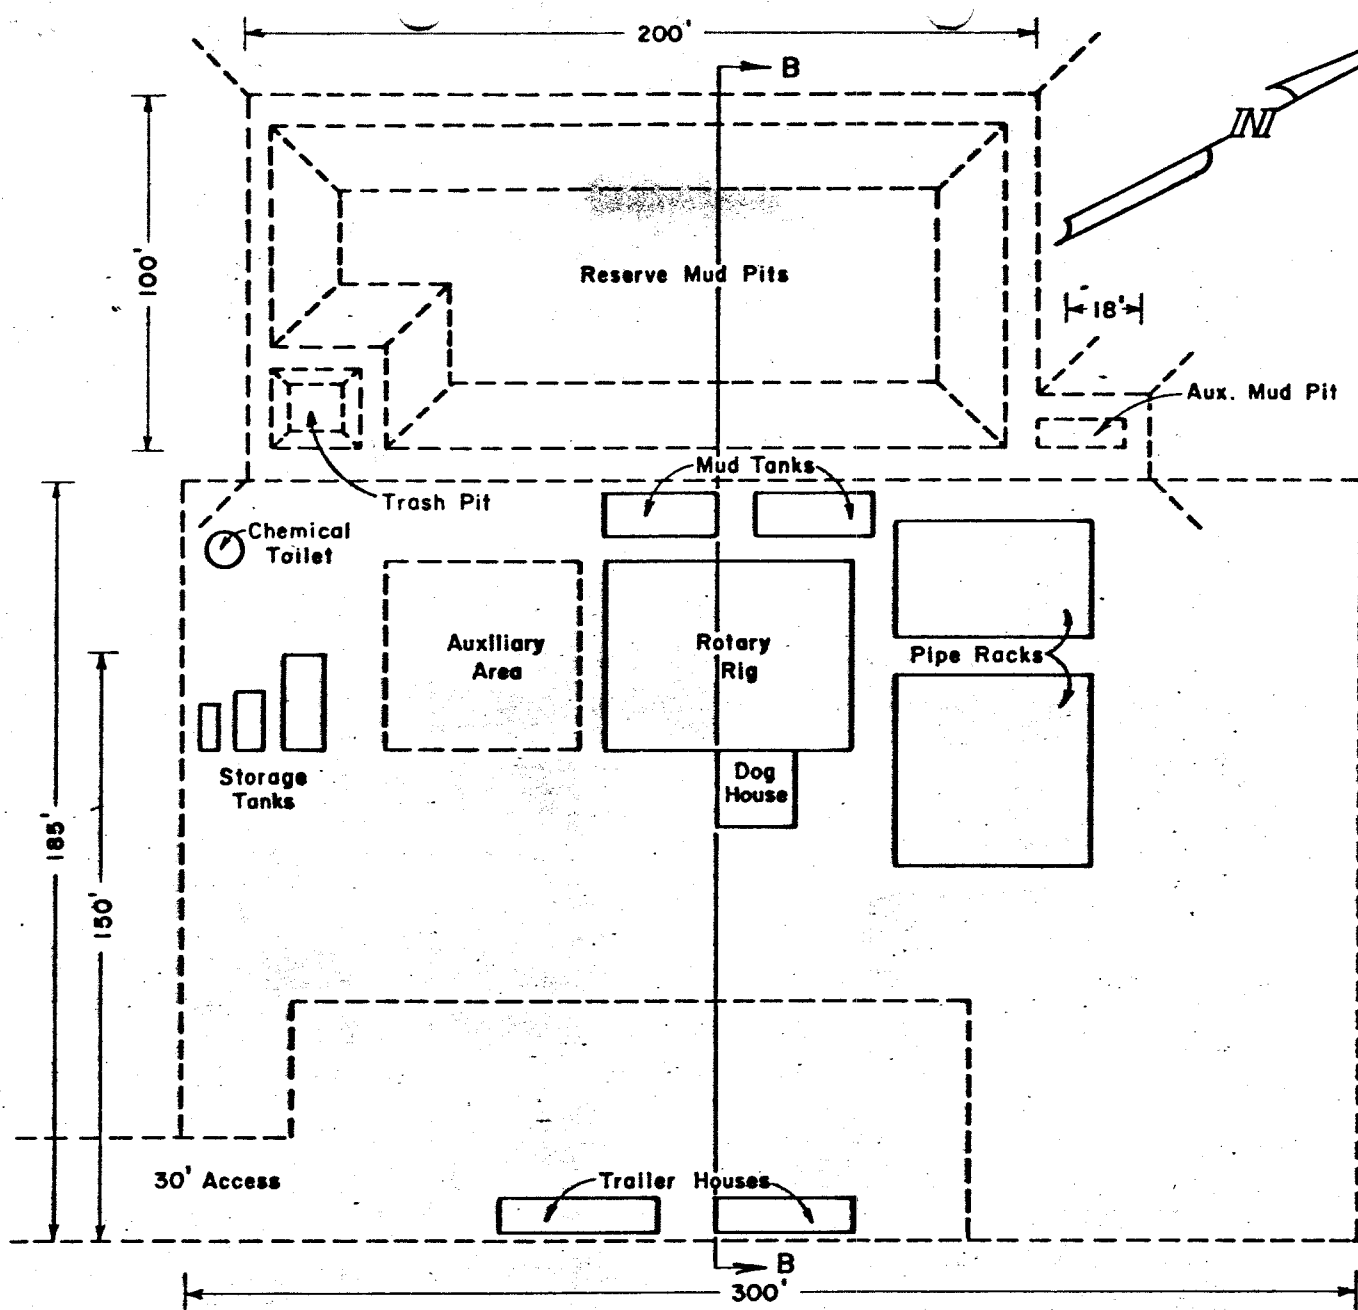 200'
B
N
100'
Reserve Mud Pits
18'
Aux. Mud Pit
Mud Tanks
Trash Pit
Chemical
Toilet
Auxiliary
Area
Rotary
Rig
Pipe Racks
Storage
Tanks
Dog
House
185'
150'
30' Access
Trailer Houses
B
300'